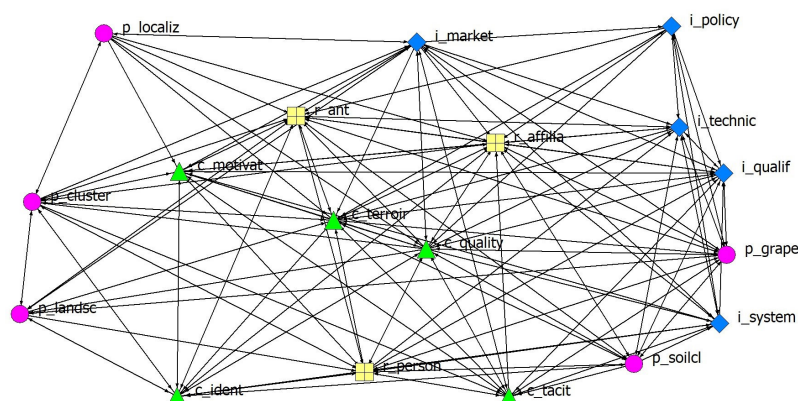 p_localiz
i_market
i_policy
r_ant
i_technic
r_affilia
c_motivat
i_qualif
p_cluster
c_terroir
c_quality
p_grape
p_landsc
i_system
r_person
p_soilcl
c_ident
c_tacit